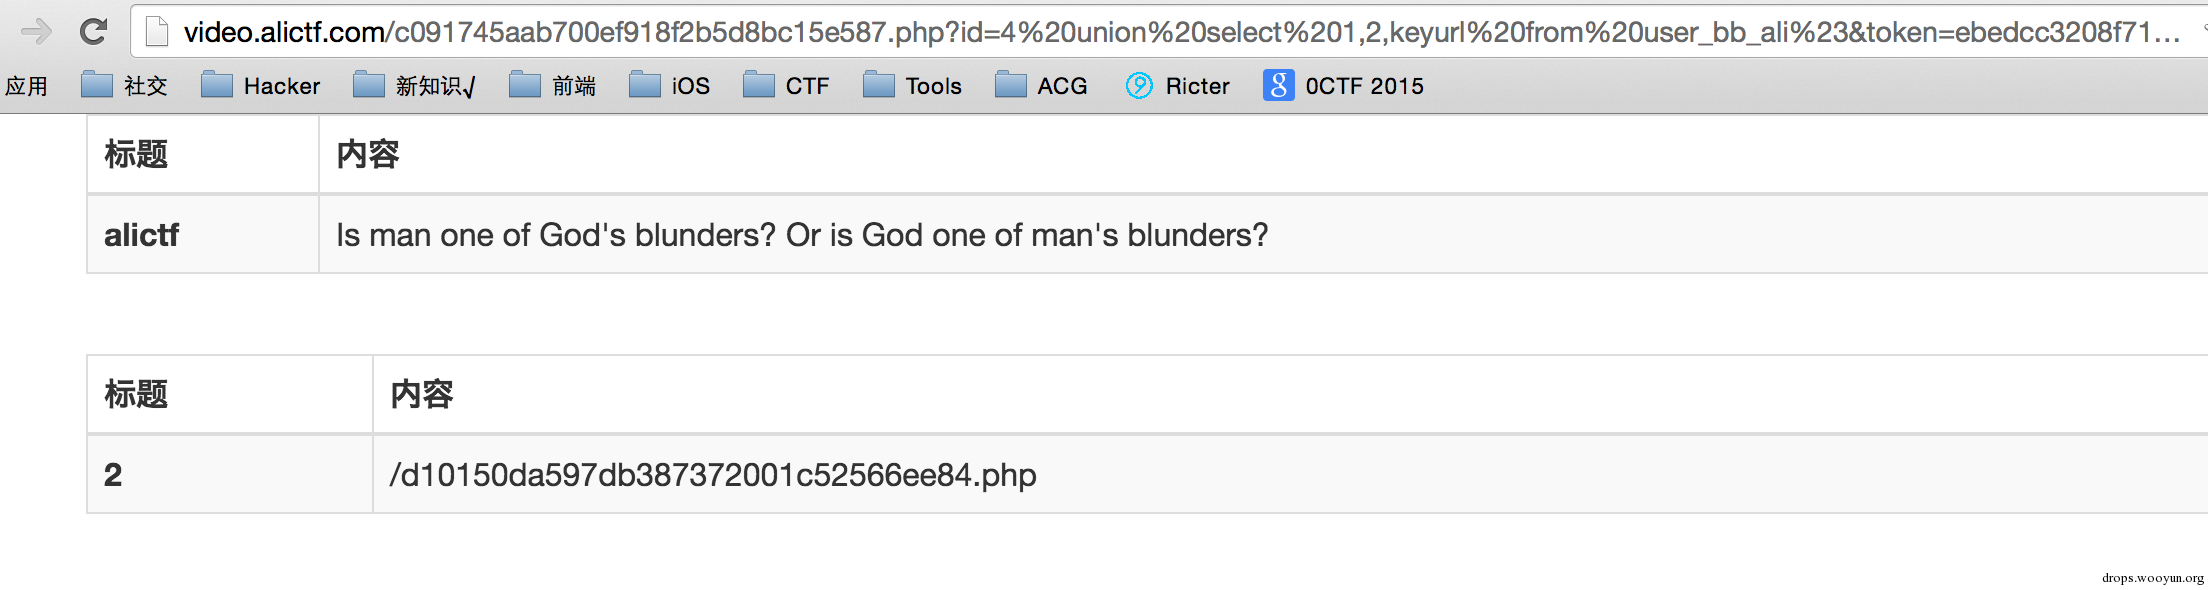 video.alictf.com/c091745aab700ef918f2b5d8bc15e587.php?id=4%20union%20select%201,2,keyurl%20from%20user_bb_ali%23&token=ebedcc3208f71...
应用 社交 Hacker 新知识√ 前端 iOS CTF Tools ACG Ricter 0CTF 2015
标题 内容
alictf Is man one of God's blunders? Or is God one of man's blunders?
标题 内容
2 /d10150da597db387372001c52566ee84.php
drops.wooyun.org